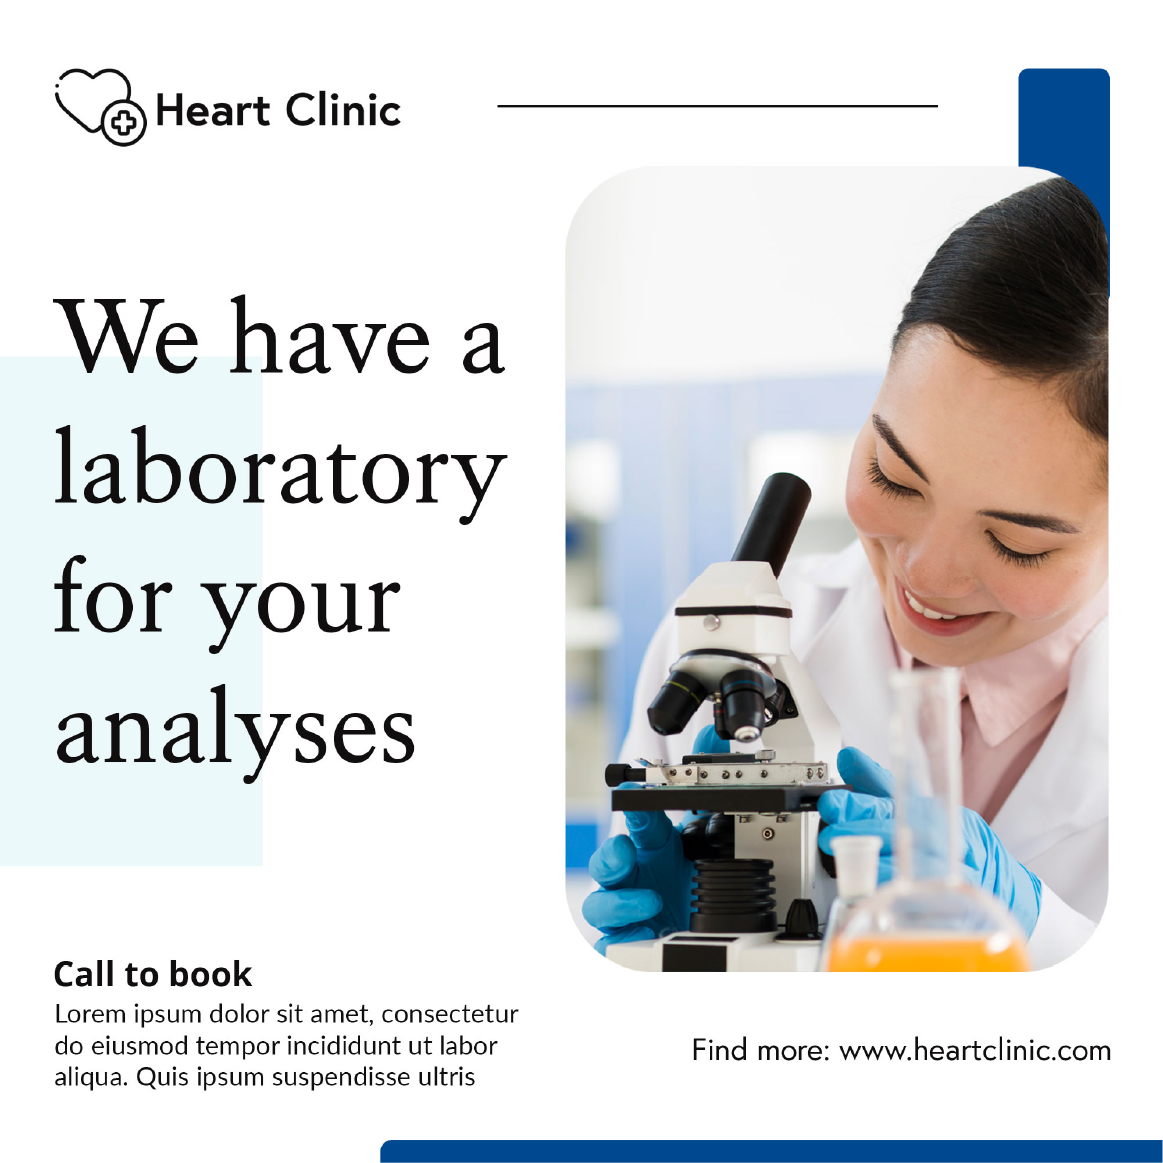 Heart Clinic
We have a
laboratory
for your
analyses
Call to book
Lorem ipsum dolor sit amet, consectetur
do eiusmod tempor incididunt ut labor
aliqua. Quis ipsum suspendisse ultris
Find more: www.heartclinic.com